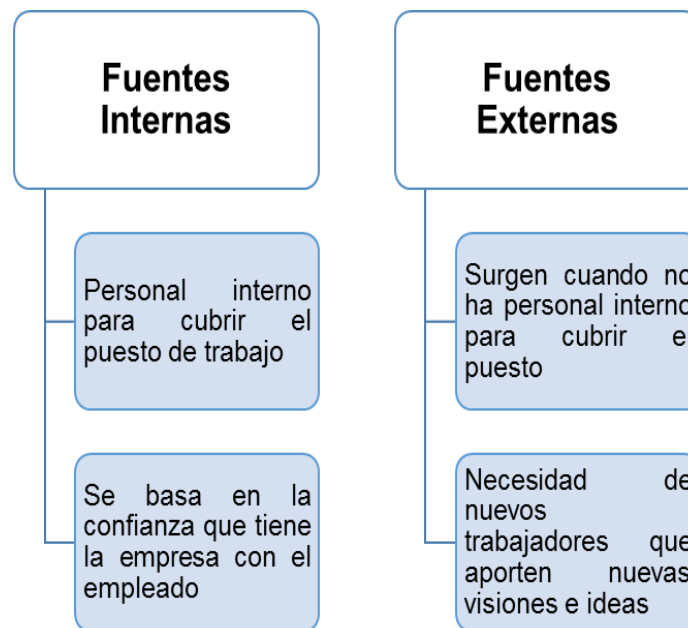 Fuentes
Internas
Personal interno
para cubrir el
puesto de trabajo
Se basa en la
confianza que tiene
la empresa con el
empleado
Fuentes
Externas
Surgen cuando no
ha personal interno
para cubrir e
puesto
Necesidad de
nuevos
trabajadores que
aporten nuevas
visiones e ideas